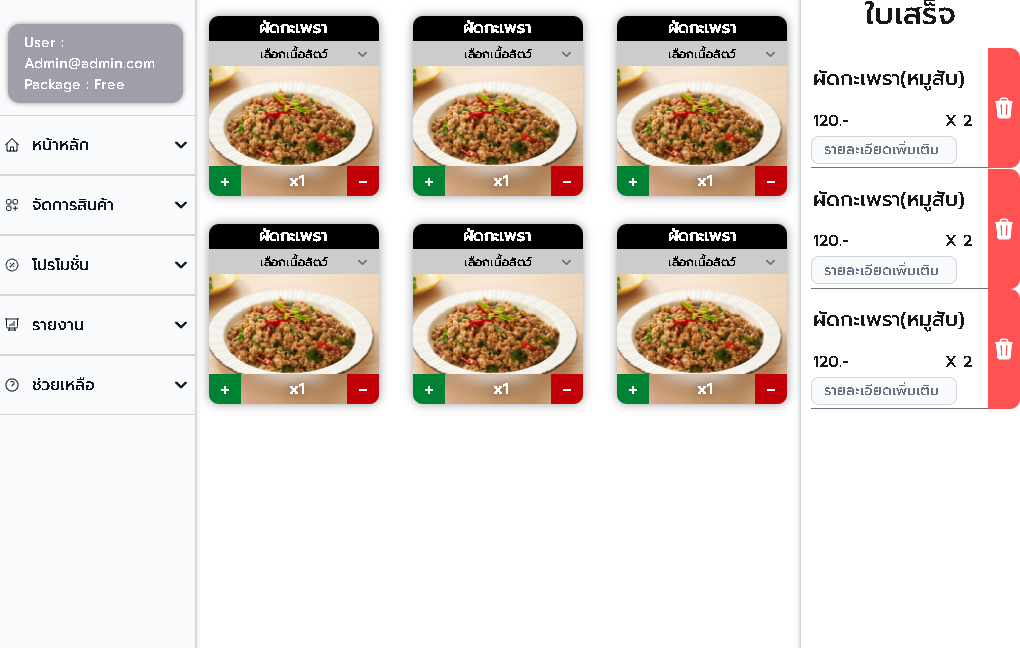 User :
Admin@admin.com
Package : Free
หน้าหลัก
จัดการสินค้า
โปรโมชั่น
รายงาน
ช่วยเหลือ
ผัดกะเพรา
เลือกเนื้อสัตว์
+ x1 −
ผัดกะเพรา
เลือกเนื้อสัตว์
+ x1 −
ผัดกะเพรา
เลือกเนื้อสัตว์
+ x1 −
ผัดกะเพรา
เลือกเนื้อสัตว์
+ x1 −
ผัดกะเพรา
เลือกเนื้อสัตว์
+ x1 −
ผัดกะเพรา
เลือกเนื้อสัตว์
+ x1 −
ใบเสร็จ
ผัดกะเพรา(หมูสับ)
120.- X 2
รายละเอียดเพิ่มเติม
ผัดกะเพรา(หมูสับ)
120.- X 2
รายละเอียดเพิ่มเติม
ผัดกะเพรา(หมูสับ)
120.- X 2
รายละเอียดเพิ่มเติม